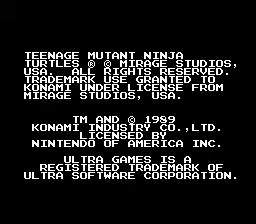 TEENAGE MUTANT NINJA
TURTLES ® © MIRAGE STUDIOS,
USA.  ALL RIGHTS RESERVED.
TRADEMARK USE GRANTED TO
KONAMI UNDER LICENSE FROM
MIRAGE STUDIOS, USA.
TM AND © 1989
KONAMI INDUSTRY CO.,LTD.
LICENSED BY
NINTENDO OF AMERICA INC.
ULTRA GAMES IS A
REGISTERED TRADEMARK OF
ULTRA SOFTWARE CORPORATION.